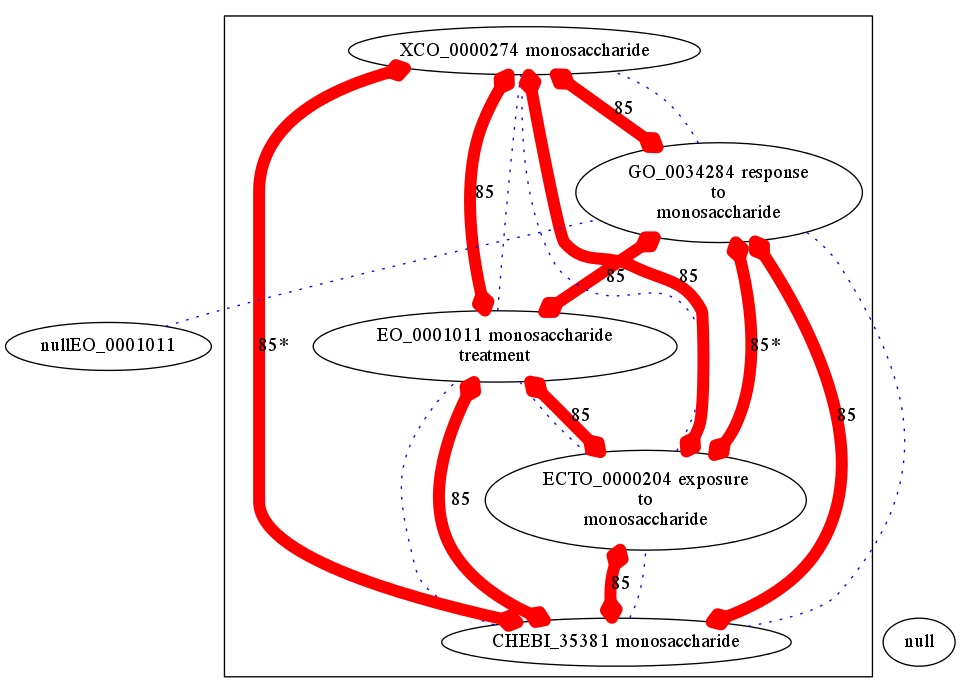 XCO_0000274 monosaccharide
85
GO_0034284 response
to
monosaccharide
85
85
85
EO_0001011 monosaccharide
treatment
nullEO_0001011
85*
85*
85
85
ECTO_0000204 exposure
to
monosaccharide
85
85
CHEBI_35381 monosaccharide
null